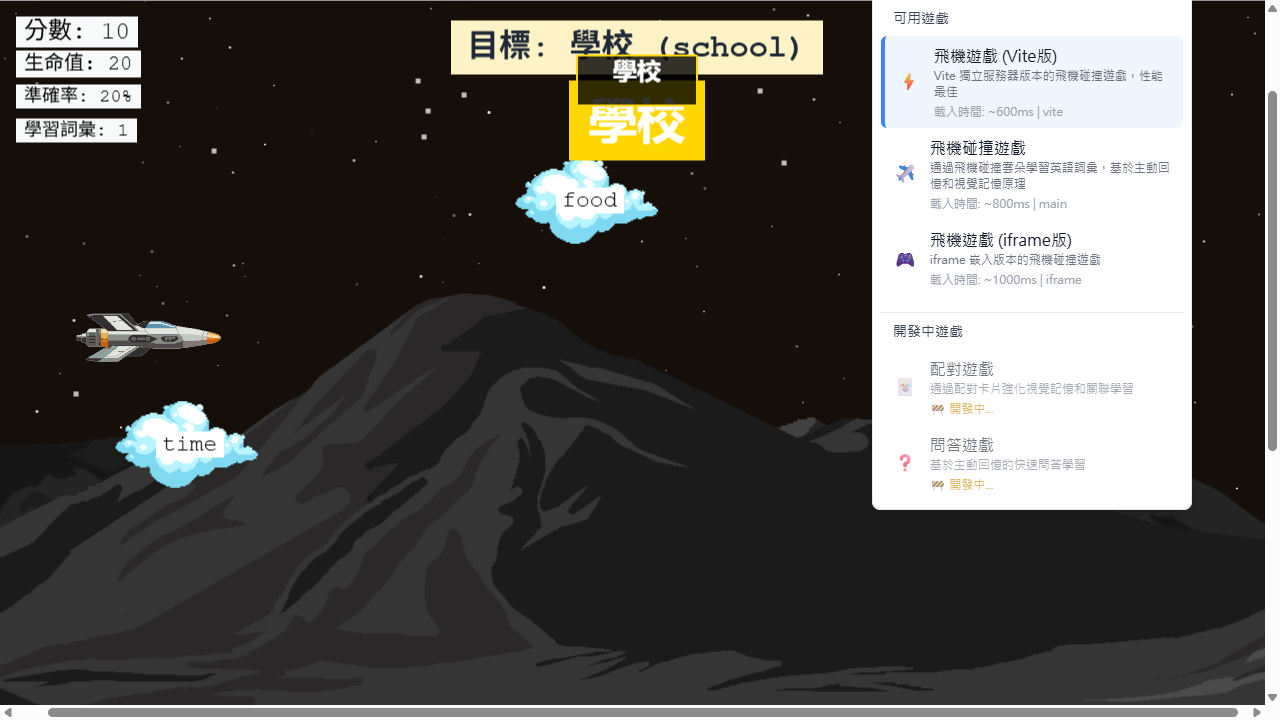 分數: 10
生命值: 20
準確率: 20%
學習詞彙: 1
目標: 學校 (school)
學校
學校
food
time
可用遊戲
飛機遊戲 (Vite版)
Vite 獨立服務器版本的飛機碰撞遊戲，性能
最佳
載入時間: ~600ms | vite
飛機碰撞遊戲
通過飛機碰撞雲朵學習英語詞彙，基於主動回
憶和視覺記憶原理
載入時間: ~800ms | main
飛機遊戲 (iframe版)
iframe 嵌入版本的飛機碰撞遊戲
載入時間: ~1000ms | iframe
開發中遊戲
配對遊戲
通過配對卡片強化視覺記憶和關聯學習
🚧 開發中...
問答遊戲
基於主動回憶的快速問答學習
🚧 開發中...